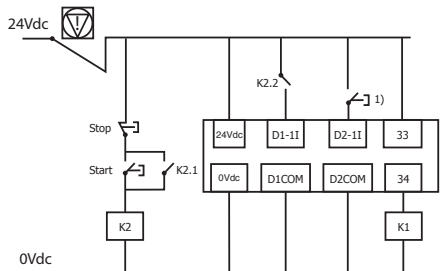 24Vdc
K2.2
1)
Stop
24Vdc D1-1I D2-1I 33
Start
K2.1
0Vdc D1COM D2COM 34
K2
K1
0Vdc